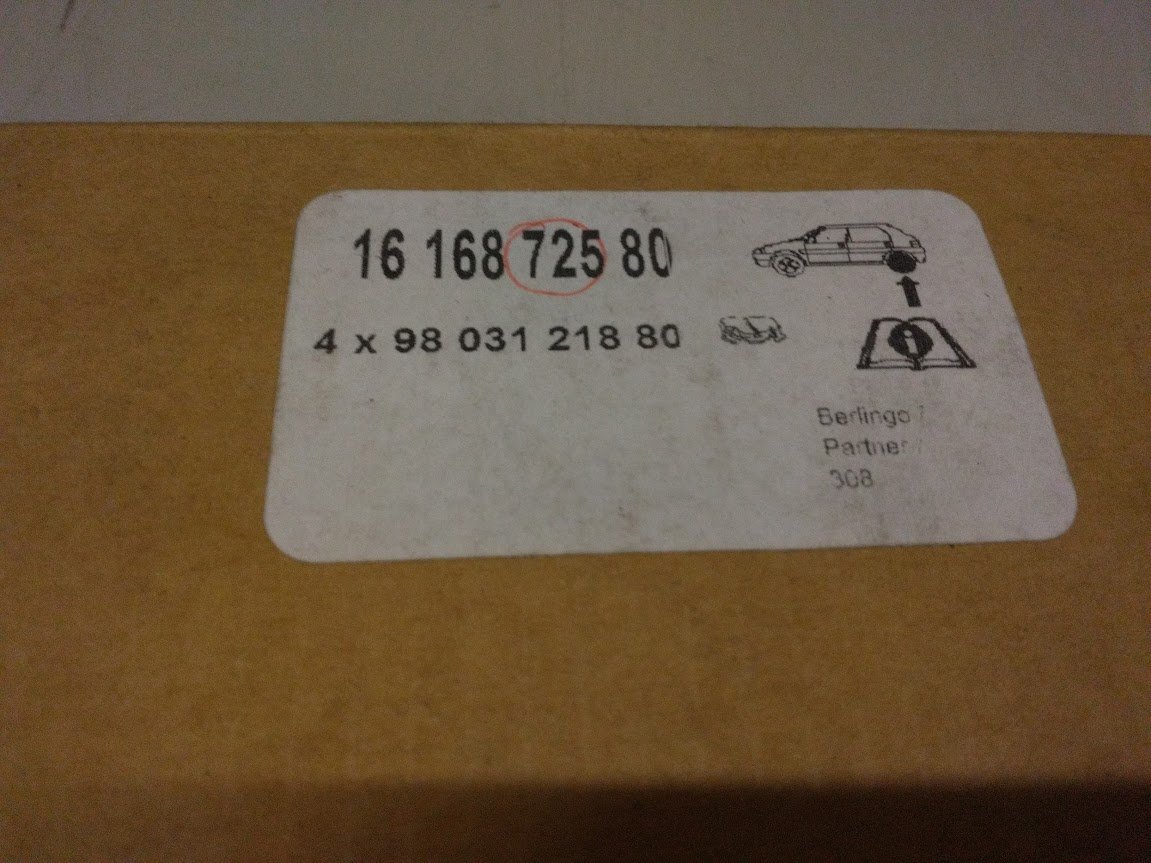 16 168 725 80
4 x 98 031 218 80
i
Berlingo /
Partner /
308